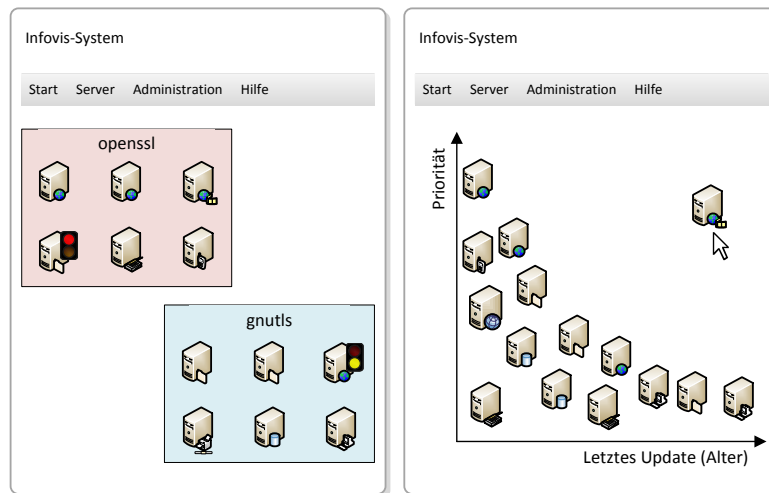 Infovis-System
Start Server Administration Hilfe
openssl
gnutls
Infovis-System
Start Server Administration Hilfe
Priorität
Letztes Update (Alter)